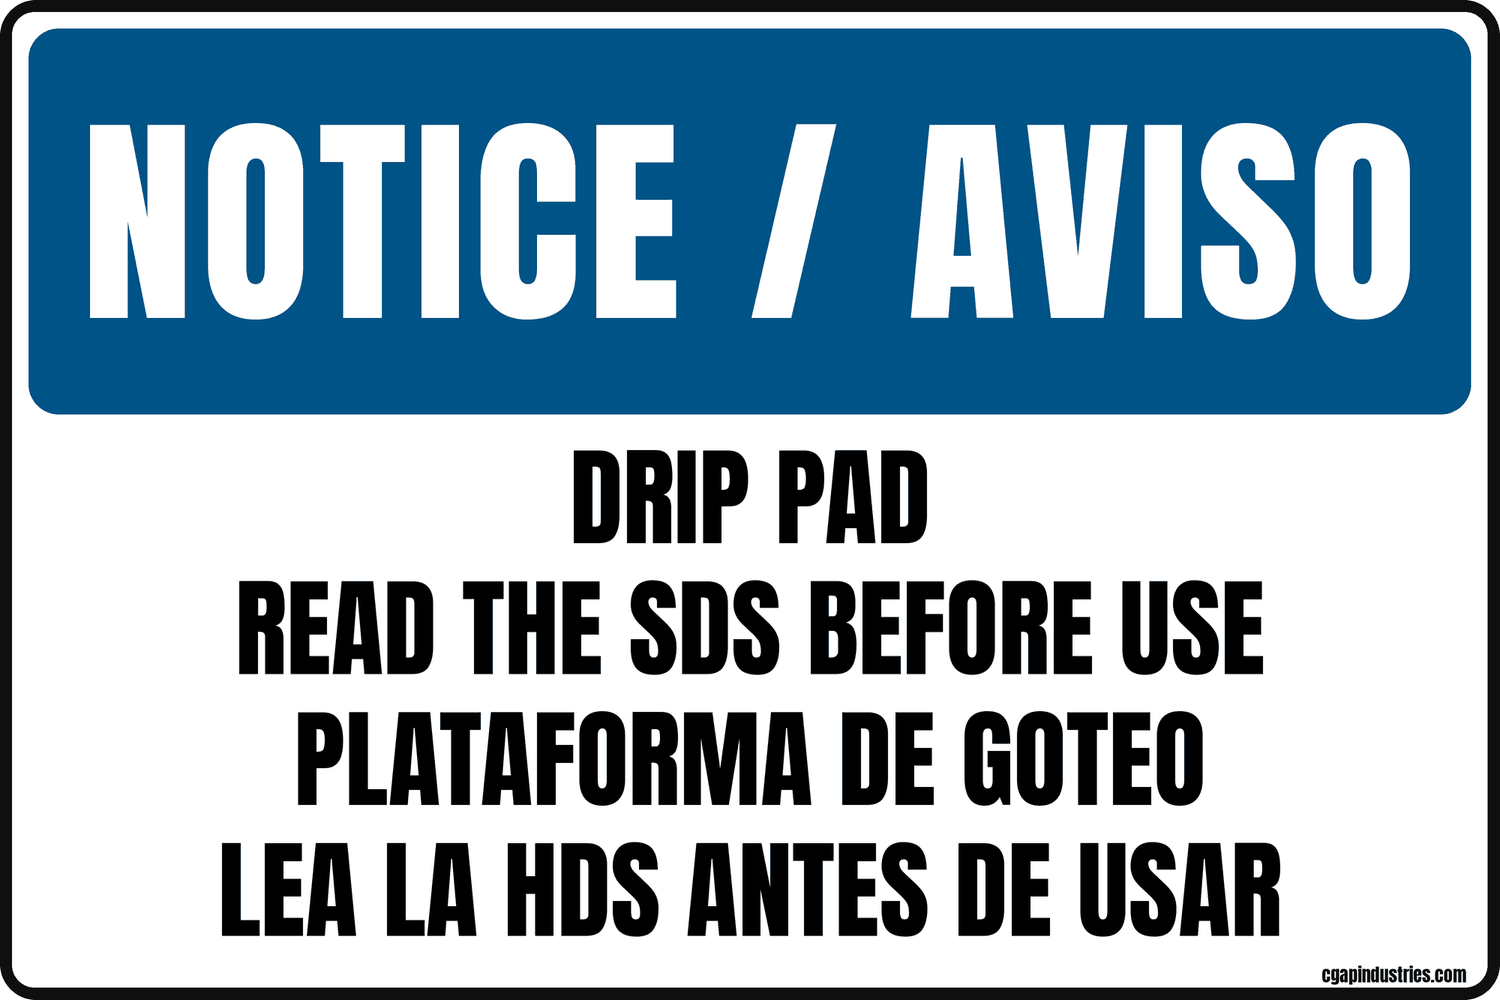 NOTICE / AVISO
DRIP PAD
READ THE SDS BEFORE USE
PLATAFORMA DE GOTEO
LEA LA HDS ANTES DE USAR
cgapindustries.com